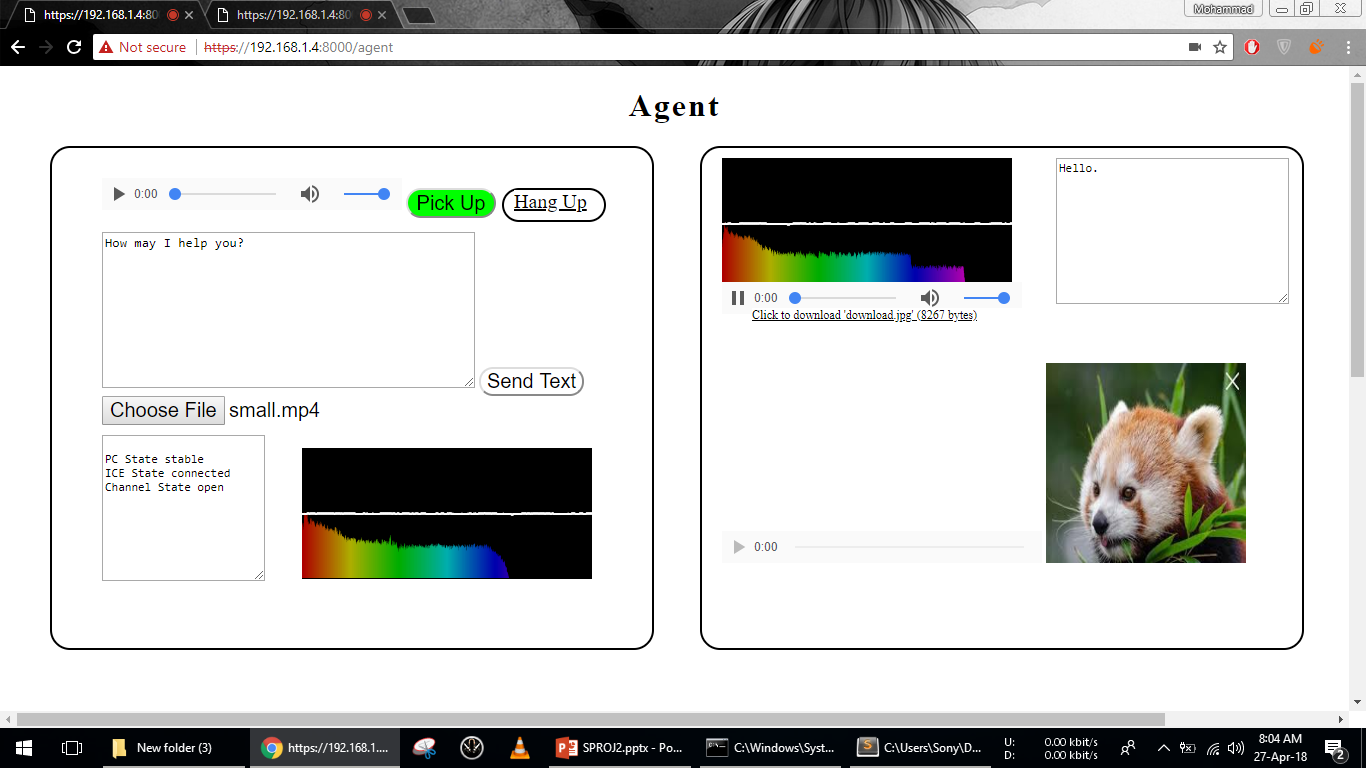 https://192.168.1.4:80
https://192.168.1.4:80
Mohammad
Not secure
https://192.168.1.4:8000/agent
Agent
0:00
Pick Up
Hang Up
How may I help you?
Send Text
Choose File small.mp4
PC State stable
ICE State connected
Channel State open
Hello.
0:00
Click to download 'download.jpg' (8267 bytes)
X
0:00
New folder (3)
https://192.168.1....
SPROJ2.pptx - Po...
C:\Windows\Syst...
C:\Users\Sony\D...
U: 0.00 kbit/s
D: 0.00 kbit/s
8:04 AM
27-Apr-18
2